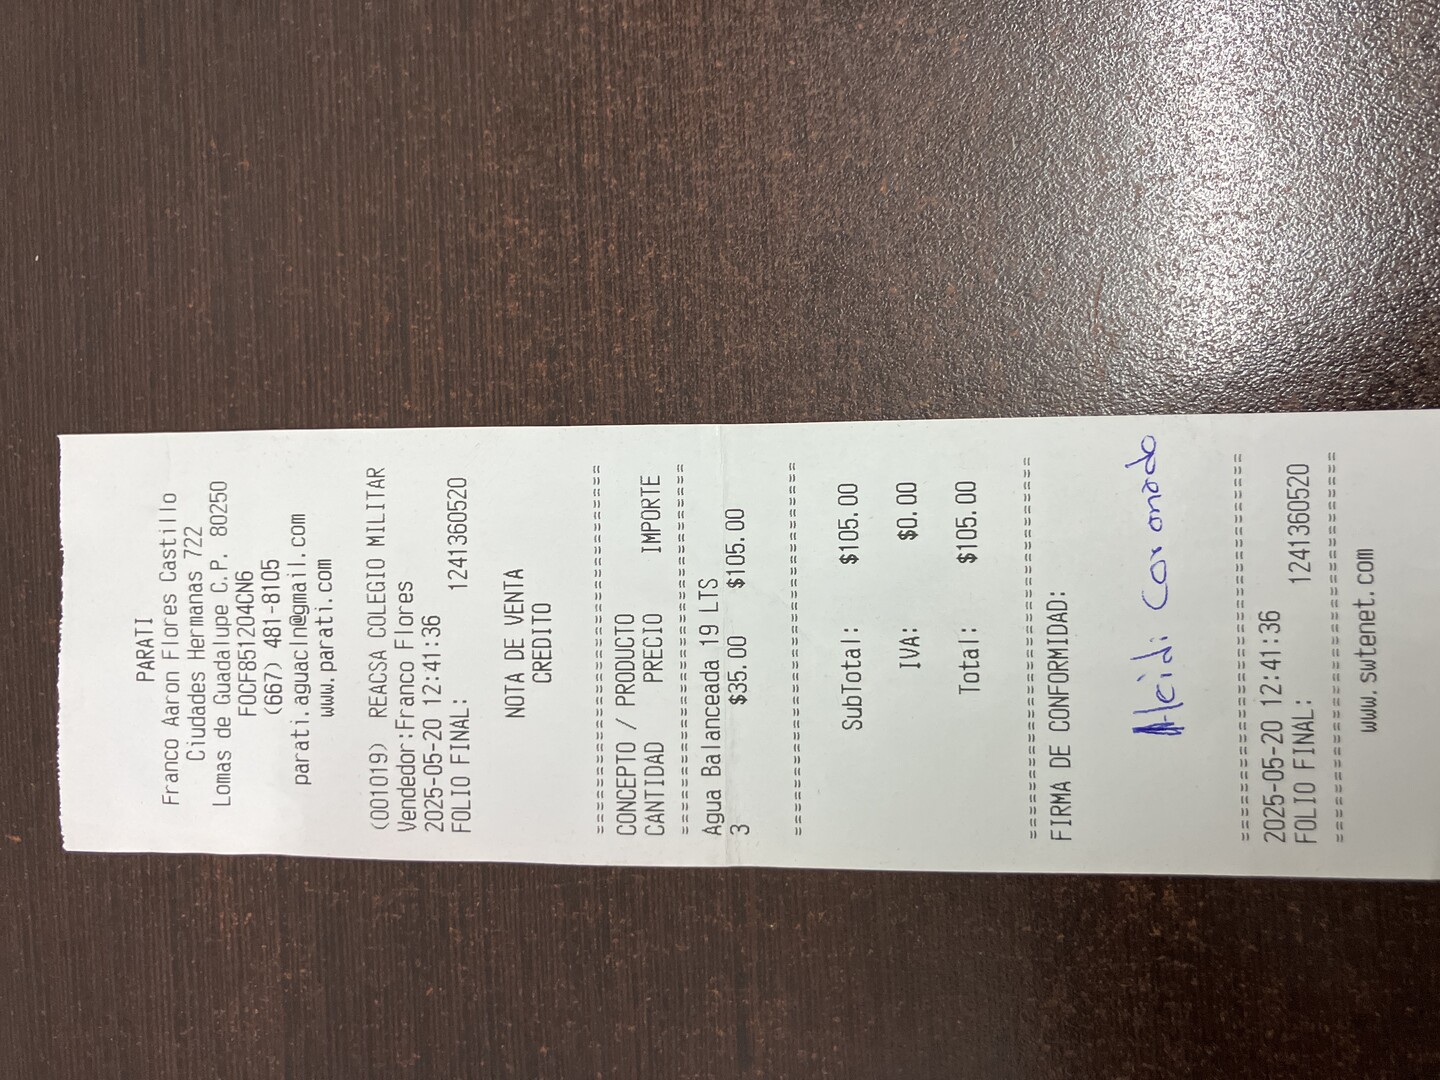 PARATI
Franco Aaron Flores Castillo
Ciudades Hermanas 722
Lomas de Guadalupe C.P. 80250
FOCF851204CN6
(667) 481-8105
parati.aguacln@gmail.com
www.parati.com
(001019) REACSA COLEGIO MILITAR
Vendedor:Franco Flores
2025-05-20 12:41:36
FOLIO FINAL: 1241360520
NOTA DE VENTA
CREDITO
==================================
CONCEPTO / PRODUCTO
CANTIDAD PRECIO IMPORTE
==================================
Agua Balanceada 19 LTS
3 $35.00 $105.00
==================================
SubTotal: $105.00
IVA: $0.00
Total: $105.00
==================================
FIRMA DE CONFORMIDAD:
Aleidi Coronado
==================================
2025-05-20 12:41:36
FOLIO FINAL: 1241360520
==================================
www.swtenet.com